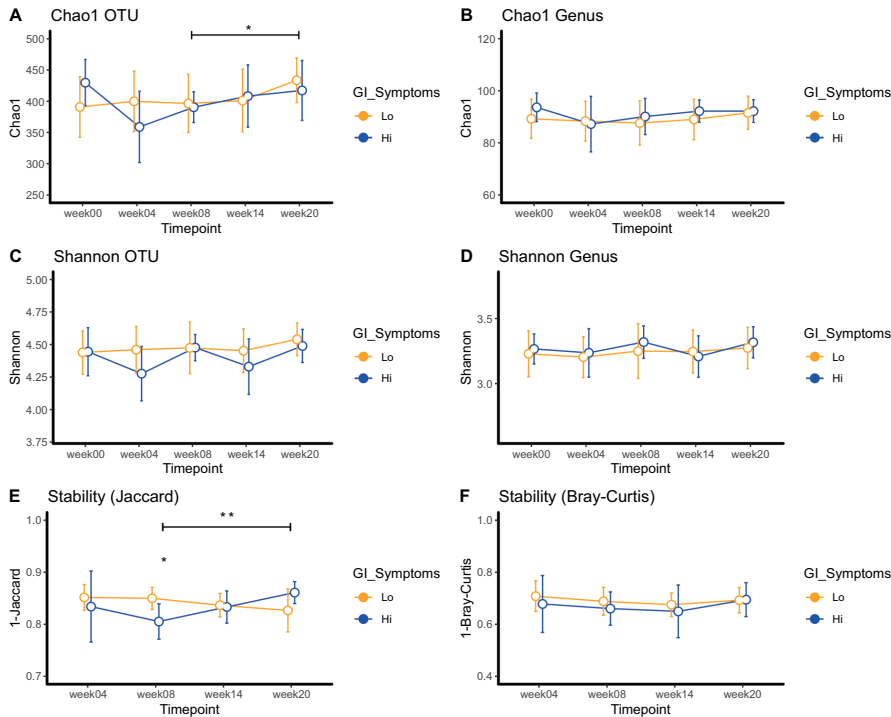 A Chao1 OTU
500
450
400
350
300
250
Chao1
*
week00 week04 week08 week14 week20
Timepoint
GI_Symptoms
Lo
Hi
B Chao1 Genus
120
100
80
60
Chao1
week00 week04 week08 week14 week20
Timepoint
GI_Symptoms
Lo
Hi
C Shannon OTU
5.00
4.75
4.50
4.25
4.00
3.75
Shannon
week00 week04 week08 week14 week20
Timepoint
GI_Symptoms
Lo
Hi
D Shannon Genus
3.5
3.2
Shannon
week00 week04 week08 week14 week20
Timepoint
GI_Symptoms
Lo
Hi
E Stability (Jaccard)
1.0
0.9
0.8
0.7
1-Jaccard
* *
*
week04 week08 week14 week20
Timepoint
GI_Symptoms
Lo
Hi
F Stability (Bray-Curtis)
1.0
0.8
0.6
0.4
1-Bray-Curtis
week04 week08 week14 week20
Timepoint
GI_Symptoms
Lo
Hi